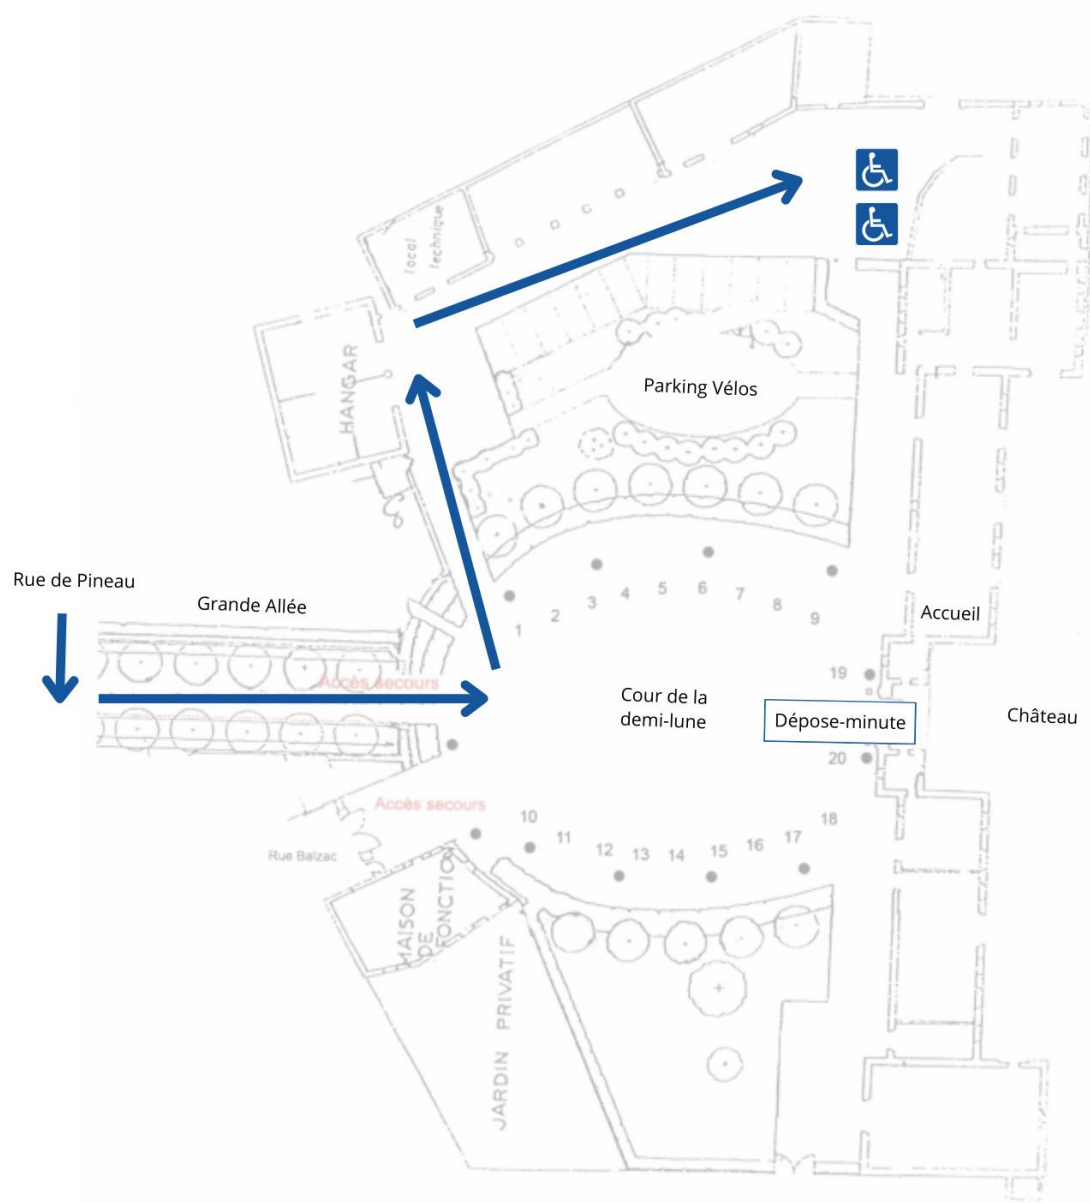 local
technique
HANGAR
Parking Vélos
Rue de Pineau
Grande Allée
1
2
3
4
5
6
7
8
9
Accueil
Accès secours
19
Cour de la
demi-lune
Dépose-minute
Château
20
Accès secours
10
11
12
13
14
15
16
17
18
Rue Balzac
MAISON
DE
FONCTIO
JARDIN PRIVATIF